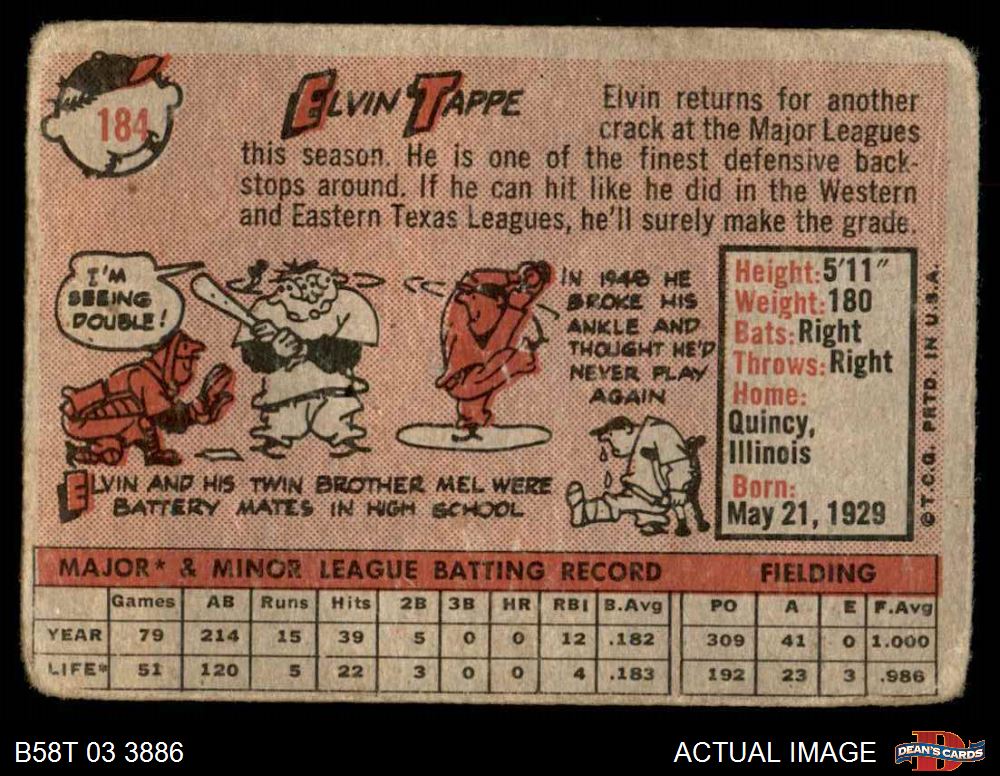 184
ELVIN TAPPE
Elvin returns for another
crack at the Major Leagues
this season. He is one of the finest defensive back-
stops around. If he can hit like he did in the Western
and Eastern Texas Leagues, he'll surely make the grade.
I'M
SEEING
DOUBLE!
ELVIN AND HIS TWIN BROTHER MEL WERE
BATTERY MATES IN HIGH SCHOOL
IN 1948 HE
BROKE HIS
ANKLE AND
THOUGHT HE'D
NEVER PLAY
AGAIN
Height: 5'11"
Weight: 180
Bats: Right
Throws: Right
Home:
Quincy,
Illinois
Born:
May 21, 1929
© T.C.G. PRTD. IN U.S.A.
MAJOR* & MINOR LEAGUE BATTING RECORD FIELDING
Games AB Runs Hits 2B 3B HR RBI B.Avg PO A E F.Avg
YEAR 79 214 15 39 5 0 0 12 .182 309 41 0 1.000
LIFE* 51 120 5 22 3 0 0 4 .183 192 23 3 .986
B58T 03 3886
ACTUAL IMAGE
DEAN'S CARDS